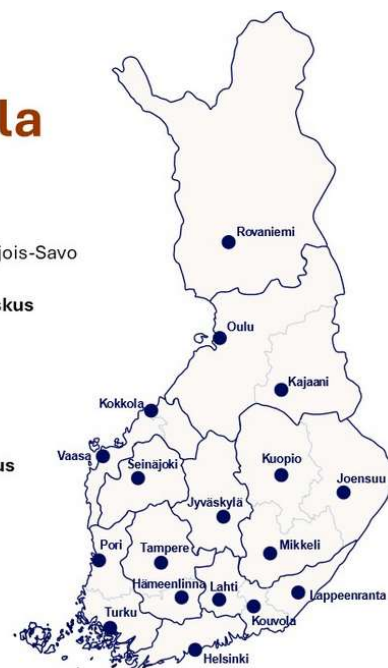 la
jois-Savo
skus
us
Rovaniemi
Oulu
Kajaani
Kokkola
Vaasa
Seinäjoki
Kuopio
Joensuu
Jyväskylä
Pori
Tampere
Mikkeli
Hämeenlinna
Lahti
Lappeenranta
Kouvola
Turku
Helsinki